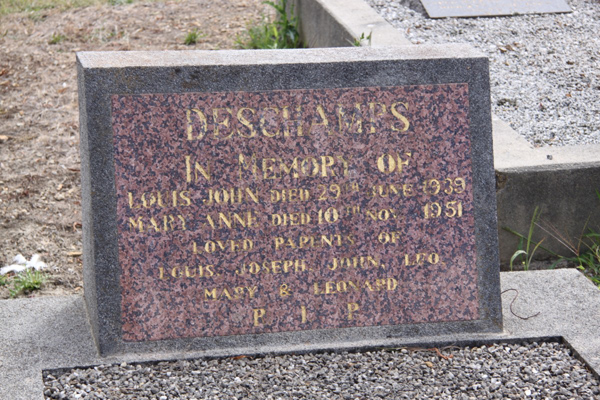 DESCHAMPS
IN MEMORY OF
LOUIS JOHN DIED 29TH JUNE 1939
MARY ANNE DIED 10TH NOV 1951
LOVED PARENTS OF
LOUIS, JOSEPH, JOHN, LEO
MARY & LEONARD
R I P